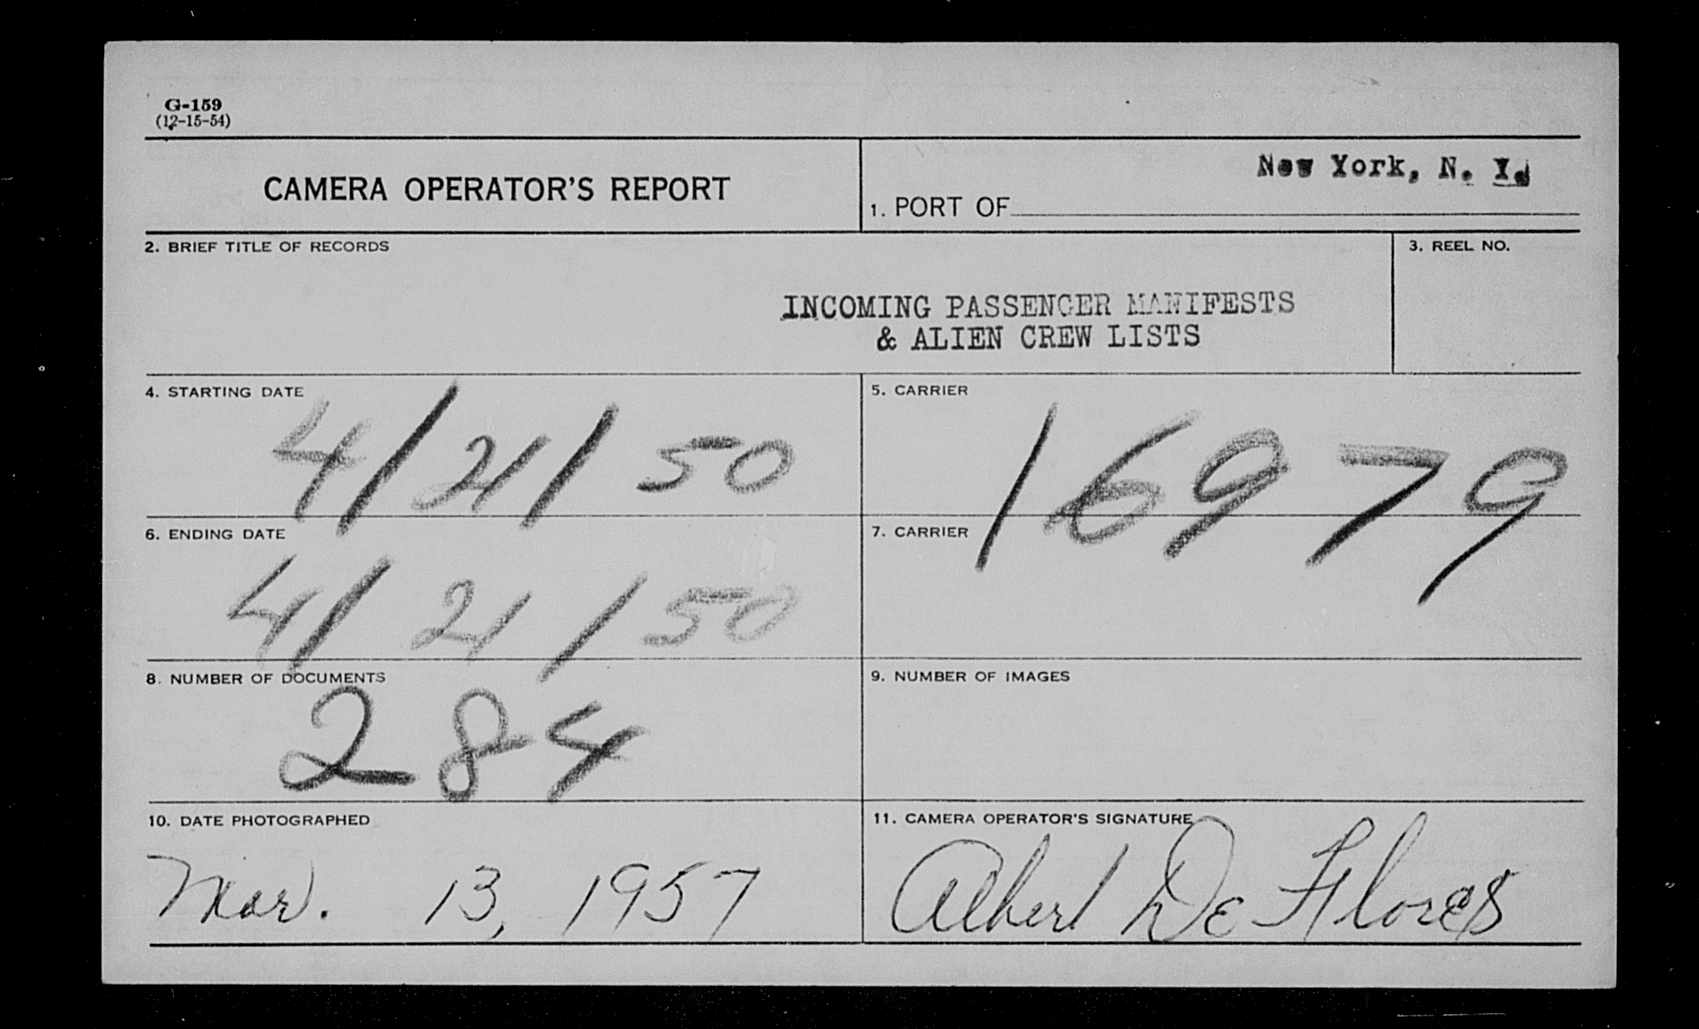 G-159
(12-15-54)
CAMERA OPERATOR'S REPORT
New York, N. Y.
1. PORT OF
2. BRIEF TITLE OF RECORDS
3. REEL NO.
INCOMING PASSENGER MANIFESTS
& ALIEN CREW LISTS
4. STARTING DATE
4/21/50
5. CARRIER
16979
6. ENDING DATE
4/21/50
7. CARRIER
8. NUMBER OF DOCUMENTS
284
9. NUMBER OF IMAGES
10. DATE PHOTOGRAPHED
Mar. 13, 1957
11. CAMERA OPERATOR'S SIGNATURE
Albert De Flores